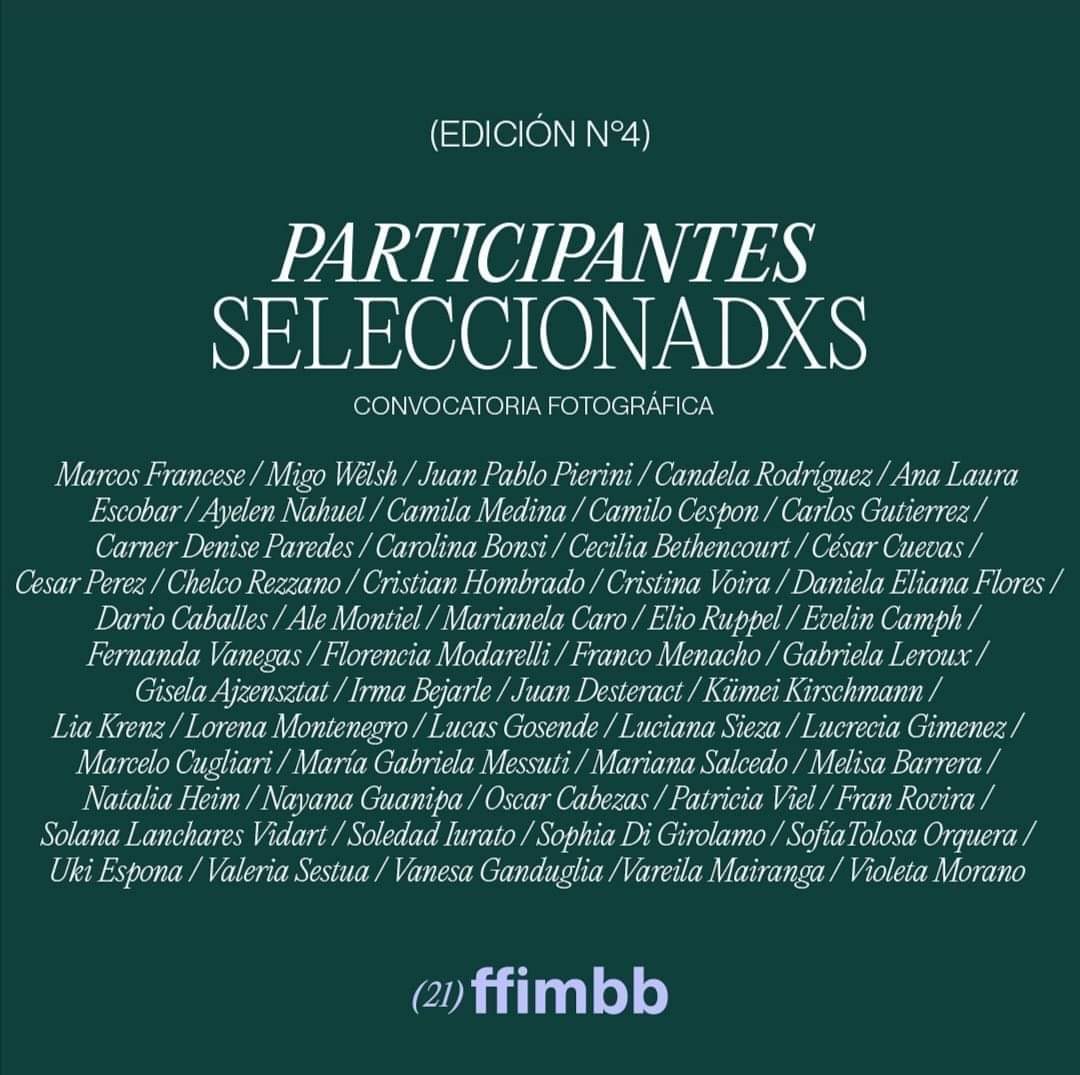 (EDICIÓN Nº4)
PARTICIPANTES
SELECCIONADXS
CONVOCATORIA FOTOGRÁFICA
Marcos Francese / Migo Wëlsh / Juan Pablo Pierini / Candela Rodríguez / Ana Laura
Escobar / Ayelen Nahuel / Camila Medina / Camilo Cespon / Carlos Gutierrez /
Carner Denise Paredes / Carolina Bonsi / Cecilia Bethencourt / César Cuevas /
Cesar Perez / Chelco Rezzano / Cristian Hombrado / Cristina Voira / Daniela Eliana Flores /
Dario Caballes / Ale Montiel / Marianela Caro / Elio Ruppel / Evelin Camph /
Fernanda Vanegas / Florencia Modarelli / Franco Menacho / Gabriela Leroux /
Gisela Ajzensztat / Irma Bejarle / Juan Desteract / Kümei Kirschmann /
Lia Krenz / Lorena Montenegro / Lucas Gosende / Luciana Sieza / Lucrecia Gimenez /
Marcelo Cugliari / María Gabriela Messuti / Mariana Salcedo / Melisa Barrera /
Natalia Heim / Nayana Guanipa / Oscar Cabezas / Patricia Viel / Fran Rovira /
Solana Lanchares Vidart / Soledad Iurato / Sophia Di Girolamo / SofíaTolosa Orquera /
Uki Espona / Valeria Sestua / Vanesa Ganduglia /Vareila Mairanga / Violeta Morano
(21) ffimbb